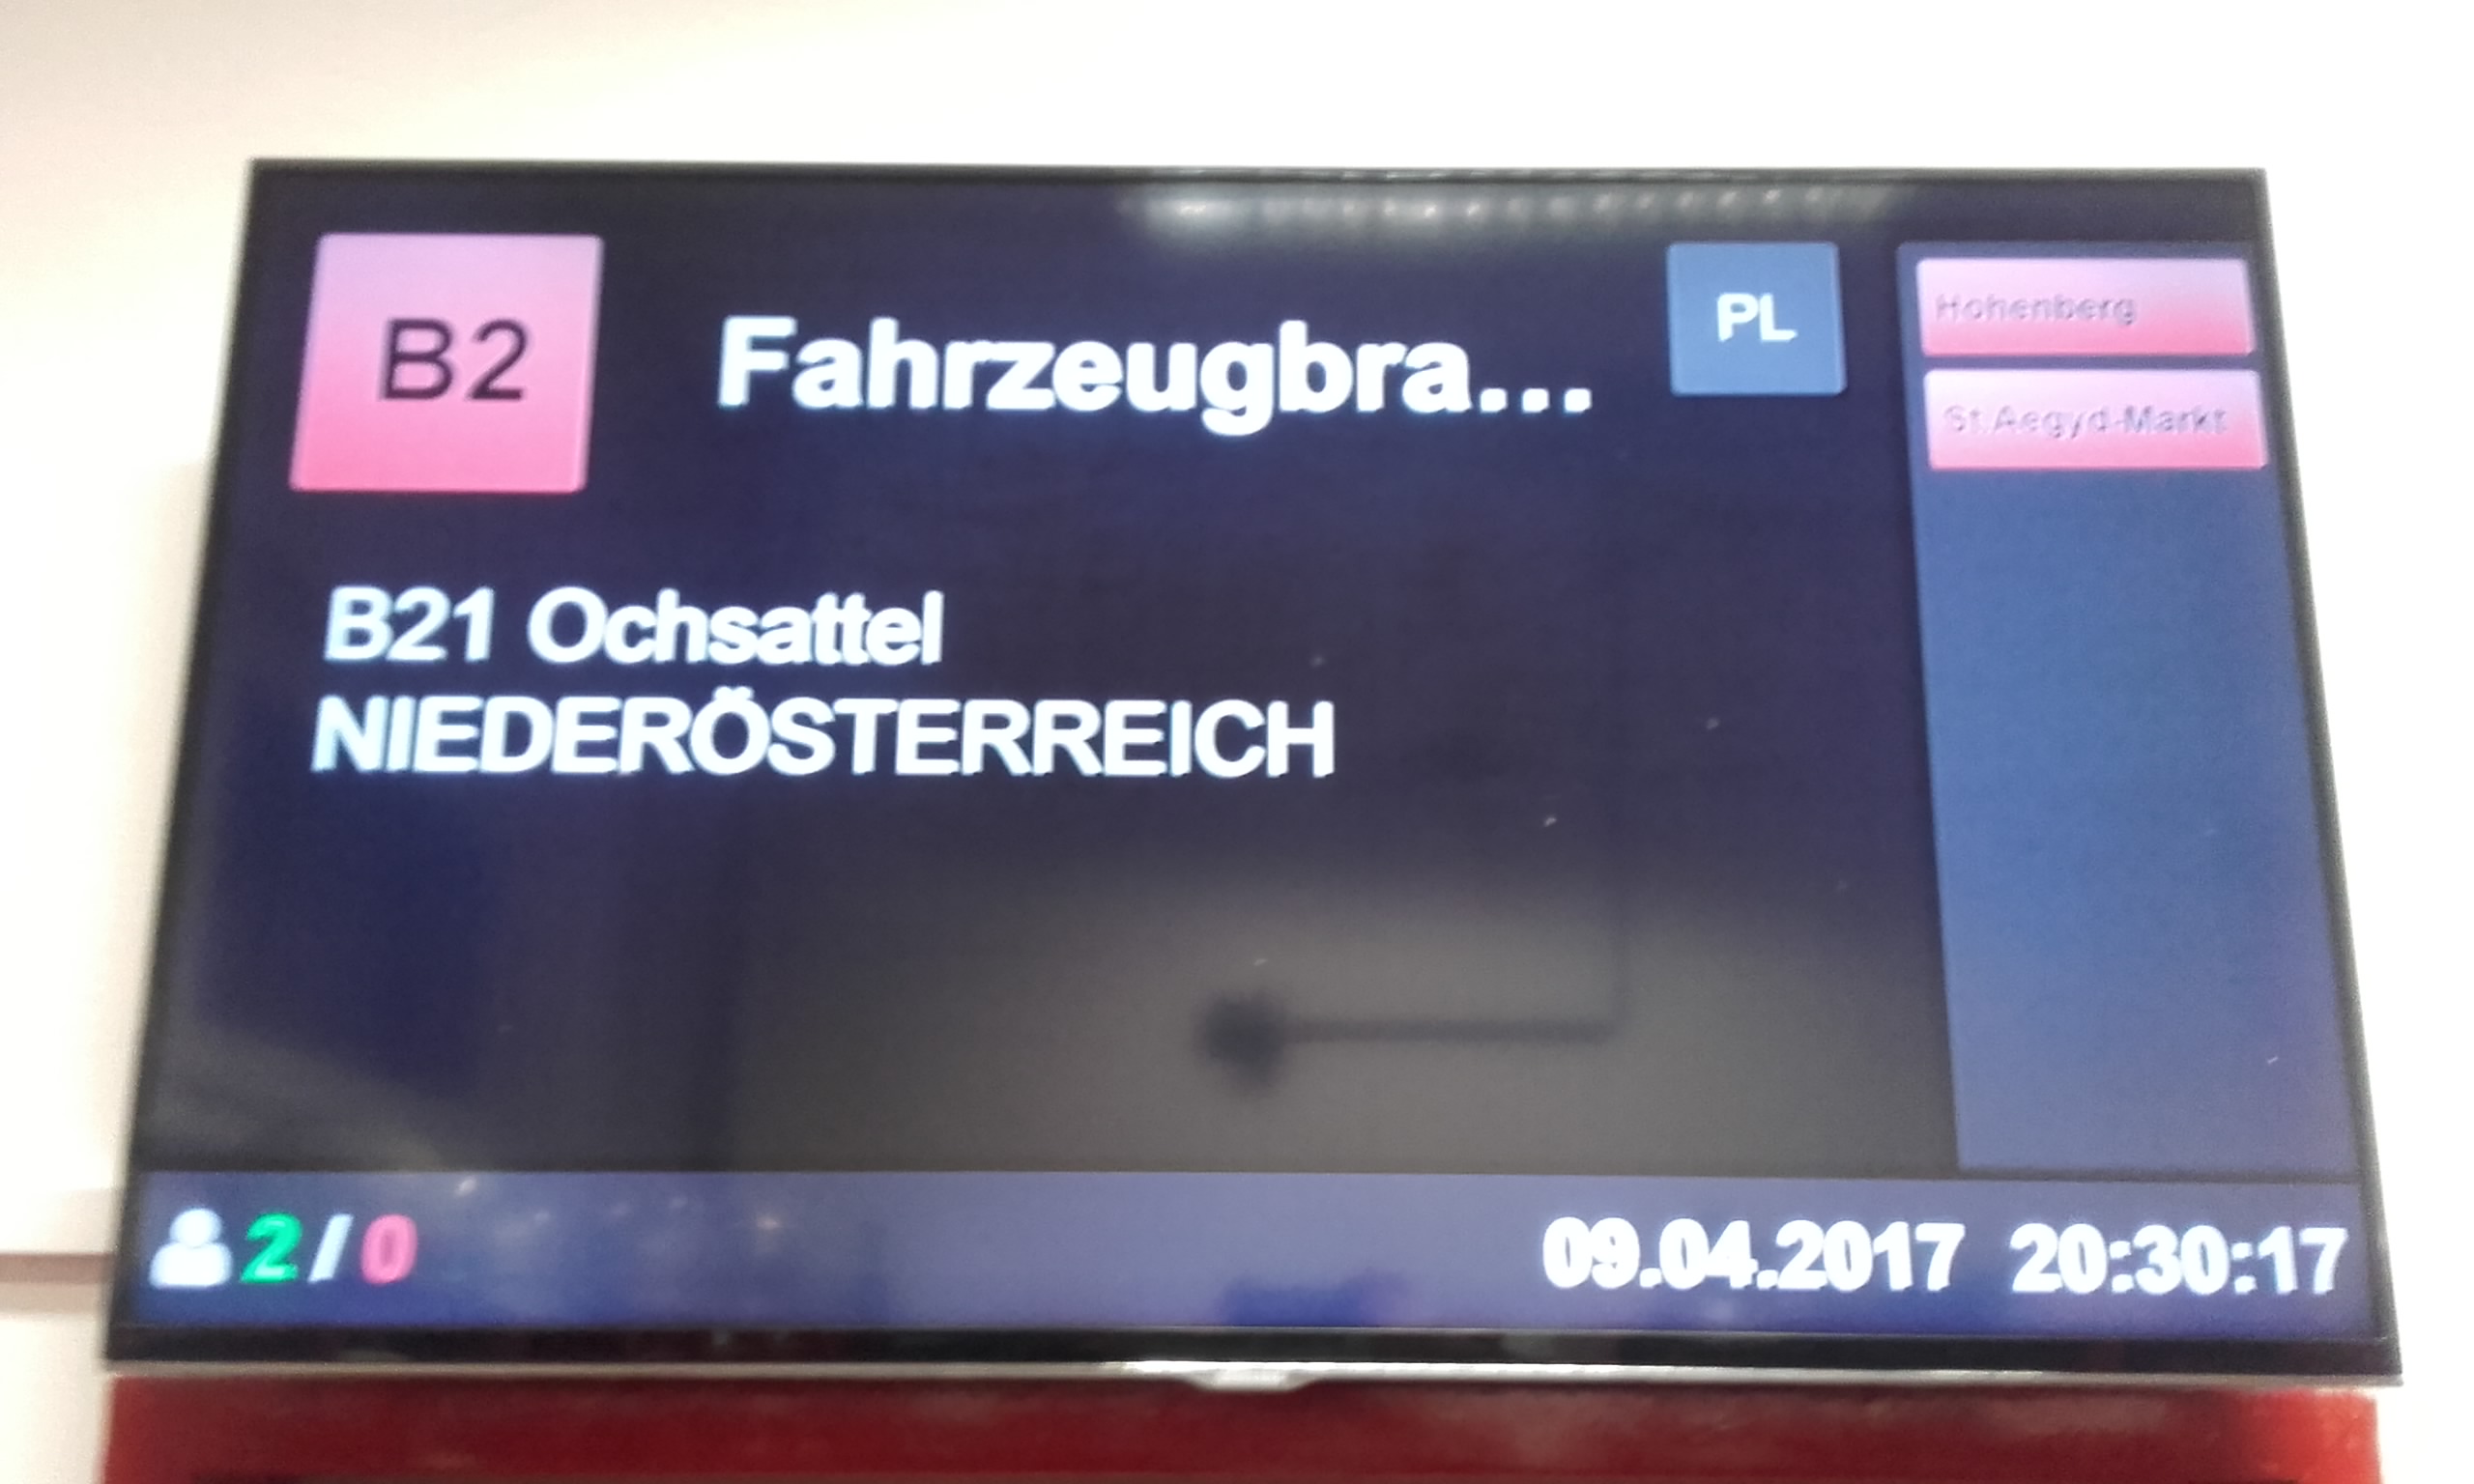 B2 Fahrzeugbra... PL
B21 Ochsattel
NIEDERÖSTERREICH
Hohenberg
St.Aegyd-Markt
2/0
09.04.2017 20:30:17